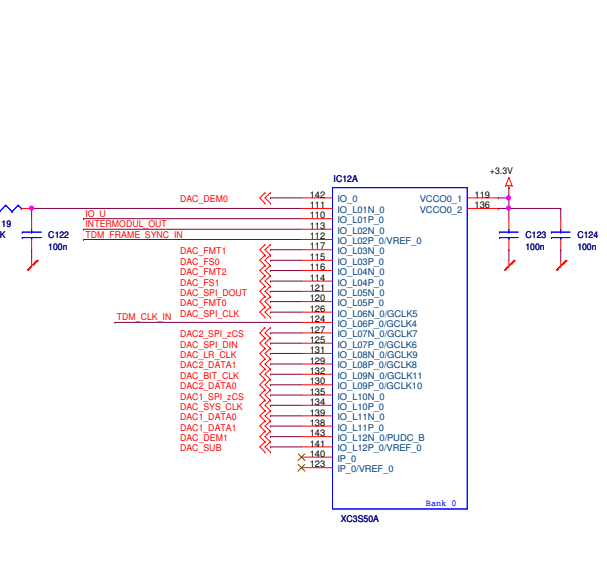 IC12A
+3.3V
DAC_DEM0 142 IO_0 VCCO0_1 119
111 IO_L01N_0 VCCO0_2 136
IO_U 110 IO_L01P_0
INTERMODUL_OUT 113 IO_L02N_0
TDM_FRAME_SYNC_IN 112 IO_L02P_0/VREF_0
DAC_FMT1 117 IO_L03N_0
DAC_FS0 115 IO_L03P_0
DAC_FMT2 116 IO_L04N_0
DAC_FS1 114 IO_L04P_0
DAC_SPI_DOUT 121 IO_L05N_0
DAC_FMT0 120 IO_L05P_0
DAC_SPI_CLK 126 IO_L06N_0/GCLK5
TDM_CLK_IN 124 IO_L06P_0/GCLK4
DAC2_SPI_zCS 127 IO_L07N_0/GCLK7
DAC_SPI_DIN 125 IO_L07P_0/GCLK6
DAC_LR_CLK 131 IO_L08N_0/GCLK9
DAC2_DATA1 129 IO_L08P_0/GCLK8
DAC_BIT_CLK 132 IO_L09N_0/GCLK11
DAC2_DATA0 130 IO_L09P_0/GCLK10
DAC1_SPI_zCS 135 IO_L10N_0
DAC_SYS_CLK 134 IO_L10P_0
DAC1_DATA0 139 IO_L11N_0
DAC1_DATA1 138 IO_L11P_0
DAC_DEM1 143 IO_L12N_0/PUDC_B
DAC_SUB 141 IO_L12P_0/VREF_0
140 IP_0
123 IP_0/VREF_0
Bank 0
XC3S50A
19
K
C122
100n
C123
100n
C124
100n